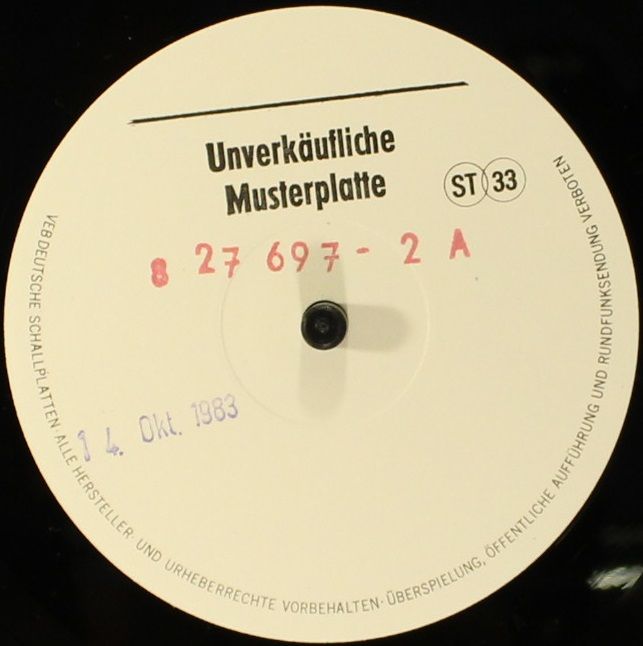 Unverkäufliche
Musterplatte
ST 33
8 27 697 - 2 A
14. Okt. 1983
VEB DEUTSCHE SCHALLPLATTEN · ALLE HERSTELLER- UND URHEBERRECHTE VORBEHALTEN · ÜBERSPIELUNG, ÖFFENTLICHE AUFFÜHRUNG UND RUNDFUNKSENDUNG VERBOTEN